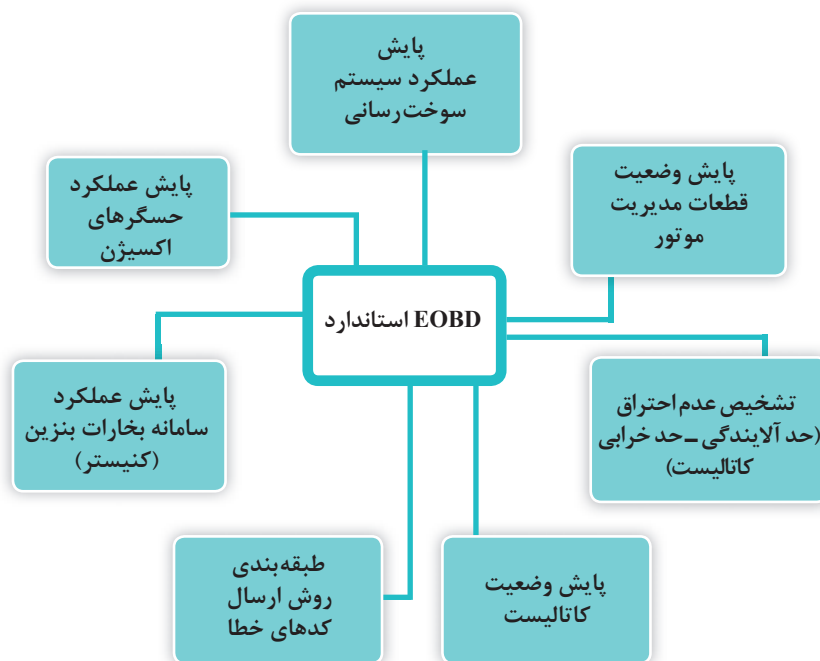 پایش
عملکرد سیستم
سوخت‌رسانی
پایش وضعیت
قطعات مدیریت
موتور
پایش عملکرد
حسگرهای
اکسیژن
استاندارد EOBD
تشخیص عدم احتراق
(حد آلایندگی ـ حد خرابی
کاتالیست)
پایش عملکرد
سامانه بخارات بنزین
(کنیستر)
پایش وضعیت
کاتالیست
طبقه‌بندی
روش ارسال
کدهای خطا